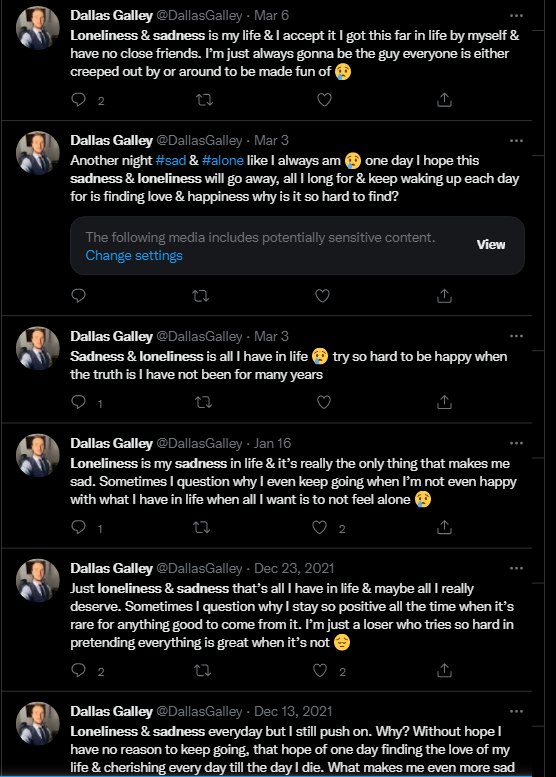 Dallas Galley @DallasGalley · Mar 6
Loneliness & sadness is my life & I accept it I got this far in life by myself &
have no close friends. I'm just always gonna be the guy everyone is either
creeped out by or around to be made fun of 😢
2
Dallas Galley @DallasGalley · Mar 3
Another night #sad & #alone like I always am 😢 one day I hope this
sadness & loneliness will go away, all I long for & keep waking up each day
for is finding love & happiness why is it so hard to find?
The following media includes potentially sensitive content.
Change settings
View
Dallas Galley @DallasGalley · Mar 3
Sadness & loneliness is all I have in life 😢 try so hard to be happy when
the truth is I have not been for many years
1
Dallas Galley @DallasGalley · Jan 16
Loneliness is my sadness in life & it's really the only thing that makes me
sad. Sometimes I question why I even keep going when I'm not even happy
with what I have in life when all I want is to not feel alone 😢
1 2
Dallas Galley @DallasGalley · Dec 23, 2021
Just loneliness & sadness that's all I have in life & maybe all I really
deserve. Sometimes I question why I stay so positive all the time when it's
rare for anything good to come from it. I'm just a loser who tries so hard in
pretending everything is great when it's not 😔
2 2
Dallas Galley @DallasGalley · Dec 13, 2021
Loneliness & sadness everyday but I still push on. Why? Without hope I
have no reason to keep going, that hope of one day finding the love of my
life & cherishing every day till the day I die. What makes me even more sad